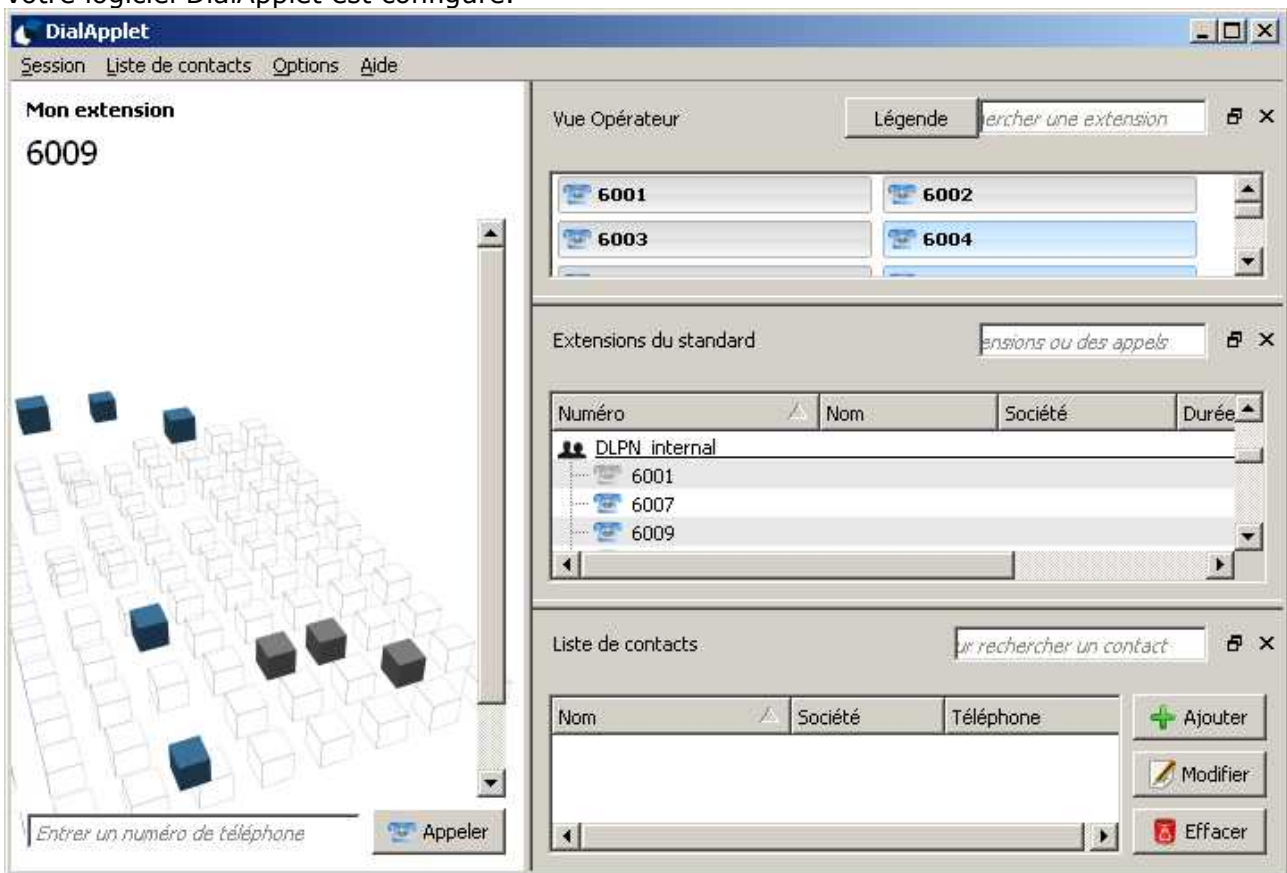 Votre logiciel DialApplet est configuré.
DialApplet
Session Liste de contacts Options Aide
Mon extension
6009
Entrer un numéro de téléphone
Appeler
Vue Opérateur
Légende
ercher une extension
6001
6002
6003
6004
Extensions du standard
ensions ou des appels
Numéro Nom Société Durée
DLPN internal
6001
6007
6009
Liste de contacts
ur rechercher un contact
Nom Société Téléphone
Ajouter
Modifier
Effacer